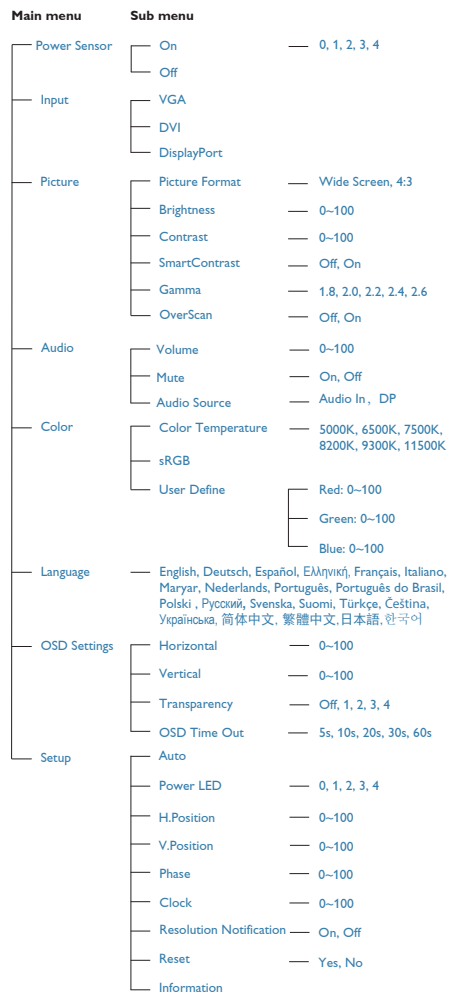 Main menu Sub menu
Power Sensor On 0, 1, 2, 3, 4
Off
Input VGA
DVI
DisplayPort
Picture Picture Format Wide Screen, 4:3
Brightness 0~100
Contrast 0~100
SmartContrast Off, On
Gamma 1.8, 2.0, 2.2, 2.4, 2.6
OverScan Off, On
Audio Volume 0~100
Mute On, Off
Audio Source Audio In, DP
Color Color Temperature 5000K, 6500K, 7500K,
8200K, 9300K, 11500K
sRGB
User Define Red: 0~100
Green: 0~100
Blue: 0~100
Language English, Deutsch, Español, Ελληνική, Français, Italiano,
Maryar, Nederlands, Português, Português do Brasil,
Polski , Русский, Svenska, Suomi, Türkçe, Čeština,
Українська, 简体中文, 繁體中文,日本語,한국어
OSD Settings Horizontal 0~100
Vertical 0~100
Transparency Off, 1, 2, 3, 4
OSD Time Out 5s, 10s, 20s, 30s, 60s
Setup Auto
Power LED 0, 1, 2, 3, 4
H.Position 0~100
V.Position 0~100
Phase 0~100
Clock 0~100
Resolution Notification On, Off
Reset Yes, No
Information